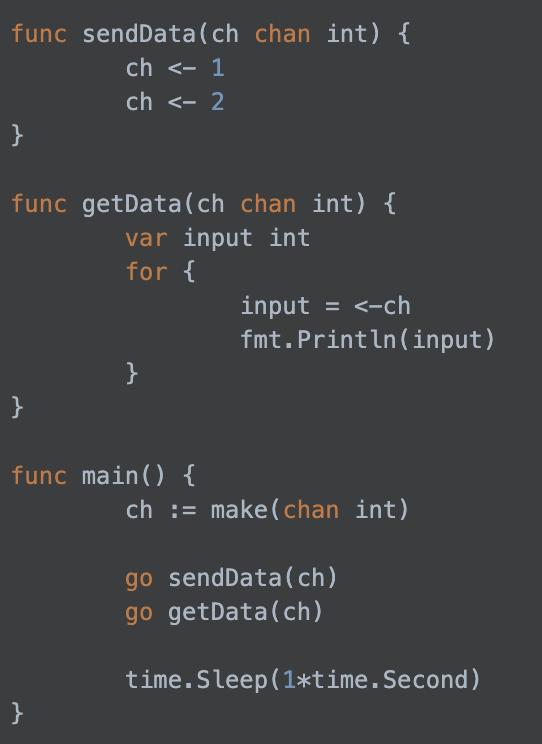 func sendData(ch chan int) {
        ch <- 1
        ch <- 2
}

func getData(ch chan int) {
        var input int
        for {
                input = <-ch
                fmt.Println(input)
        }
}

func main() {
        ch := make(chan int)

        go sendData(ch)
        go getData(ch)

        time.Sleep(1*time.Second)
}